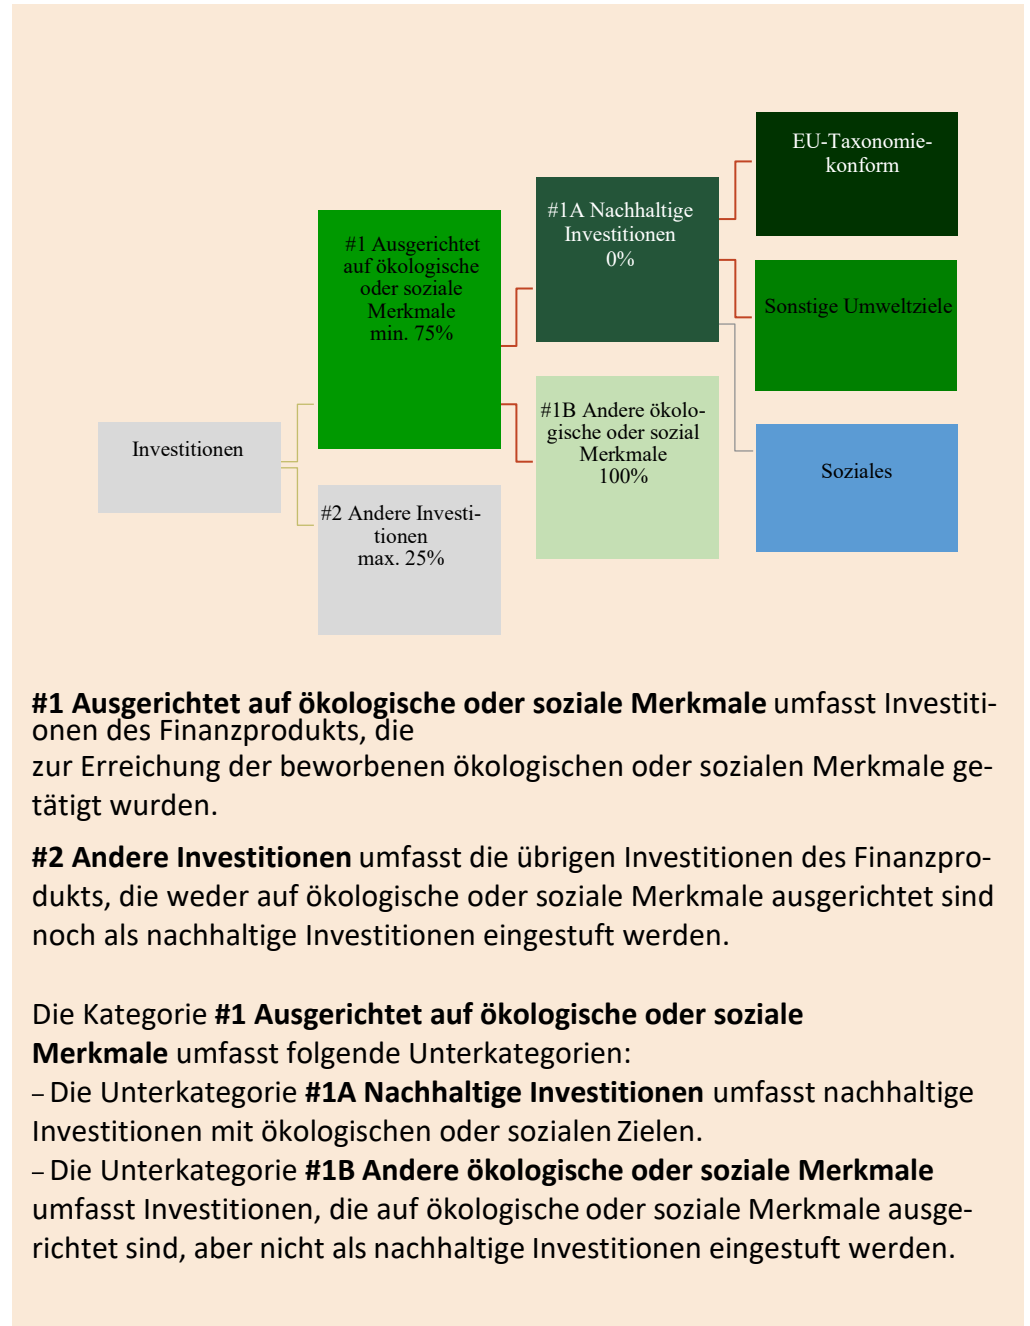 EU-Taxonomie-
konform
#1A Nachhaltige
Investitionen
0%
#1 Ausgerichtet
auf ökologische
oder soziale
Merkmale
min. 75%
Sonstige Umweltziele
#1B Andere ökolo-
gische oder sozial
Merkmale
100%
Investitionen
Soziales
#2 Andere Investi-
tionen
max. 25%
#1 Ausgerichtet auf ökologische oder soziale Merkmale umfasst Investiti-
onen des Finanzprodukts, die
zur Erreichung der beworbenen ökologischen oder sozialen Merkmale ge-
tätigt wurden.
#2 Andere Investitionen umfasst die übrigen Investitionen des Finanzpro-
dukts, die weder auf ökologische oder soziale Merkmale ausgerichtet sind
noch als nachhaltige Investitionen eingestuft werden.
Die Kategorie #1 Ausgerichtet auf ökologische oder soziale
Merkmale umfasst folgende Unterkategorien:
– Die Unterkategorie #1A Nachhaltige Investitionen umfasst nachhaltige
Investitionen mit ökologischen oder sozialen Zielen.
– Die Unterkategorie #1B Andere ökologische oder soziale Merkmale
umfasst Investitionen, die auf ökologische oder soziale Merkmale ausge-
richtet sind, aber nicht als nachhaltige Investitionen eingestuft werden.